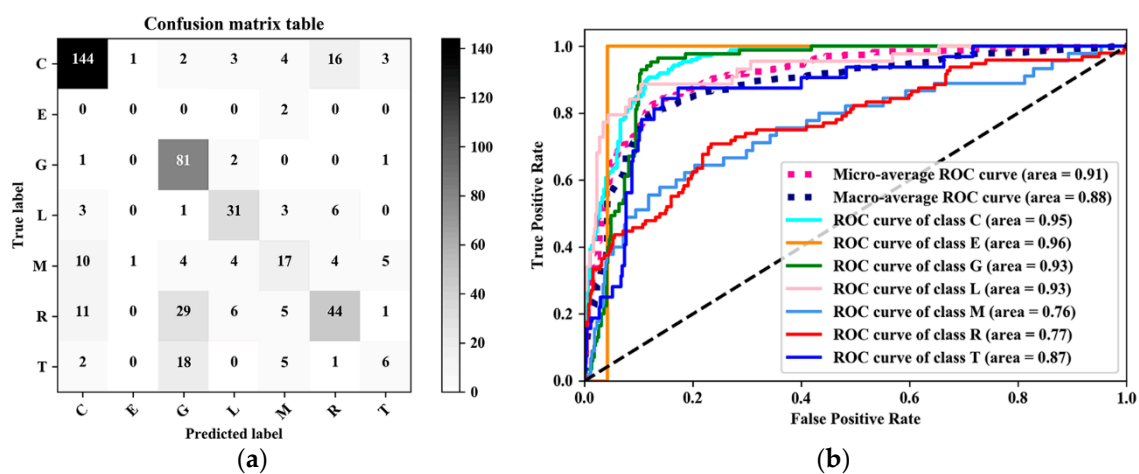 Confusion matrix table
True label
C 144 1 2 3 4 16 3
E 0 0 0 0 2 0 0
G 1 0 81 2 0 0 1
L 3 0 1 31 3 6 0
M 10 1 4 4 17 4 5
R 11 0 29 6 5 44 1
T 2 0 18 0 5 1 6
C E G L M R T
Predicted label
140
120
100
80
60
40
20
0
(a)
True Positive Rate
1.0
0.8
0.6
0.4
0.2
0.0
Micro-average ROC curve (area = 0.91)
Macro-average ROC curve (area = 0.88)
ROC curve of class C (area = 0.95)
ROC curve of class E (area = 0.96)
ROC curve of class G (area = 0.93)
ROC curve of class L (area = 0.93)
ROC curve of class M (area = 0.76)
ROC curve of class R (area = 0.77)
ROC curve of class T (area = 0.87)
0.0 0.2 0.4 0.6 0.8 1.0
False Positive Rate
(b)